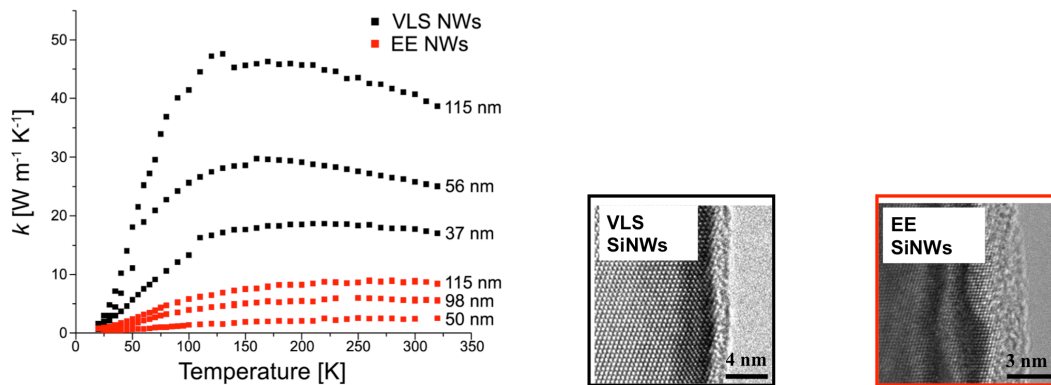 VLS NWs
EE NWs
50
40
30
20
10
0
k [W m⁻¹ K⁻¹]
115 nm
56 nm
37 nm
115 nm
98 nm
50 nm
0 50 100 150 200 250 300 350
Temperature [K]
VLS
SiNWs
4 nm
EE
SiNWs
3 nm